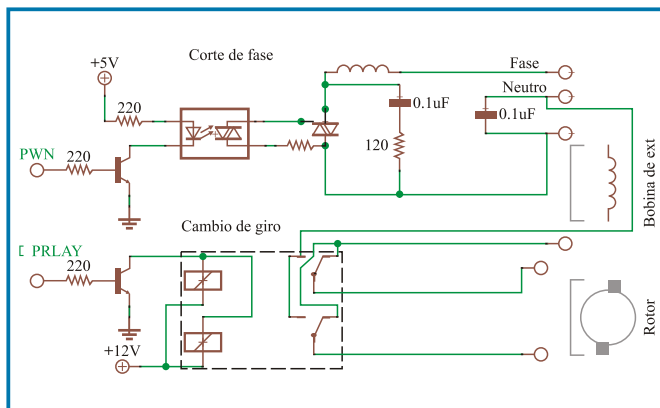 Corte de fase
+5V
220
PWN
220
Fase
Neutro
0.1uF
0.1uF
120
Bobina de ext
Cambio de giro
PRLAY
220
+12V
Rotor